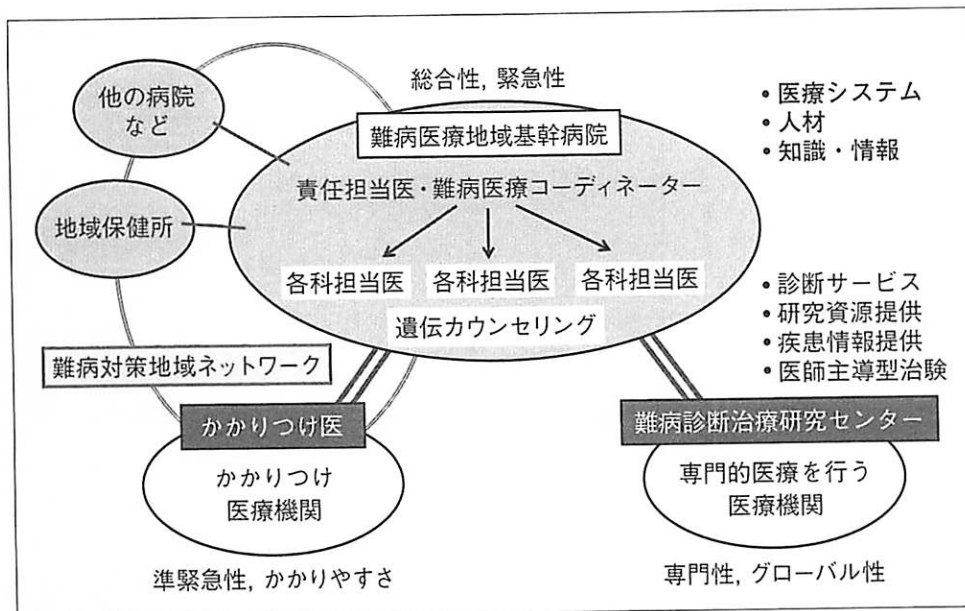 総合性, 緊急性
他の病院
など
難病医療地域基幹病院
• 医療システム
• 人材
• 知識・情報
責任担当医・難病医療コーディネーター
地域保健所
各科担当医 各科担当医 各科担当医
遺伝カウンセリング
• 診断サービス
• 研究資源提供
• 疾患情報提供
• 医師主導型治験
難病対策地域ネットワーク
かかりつけ医
かかりつけ
医療機関
準緊急性, かかりやすさ
難病診断治療研究センター
専門的医療を行う
医療機関
専門性, グローバル性